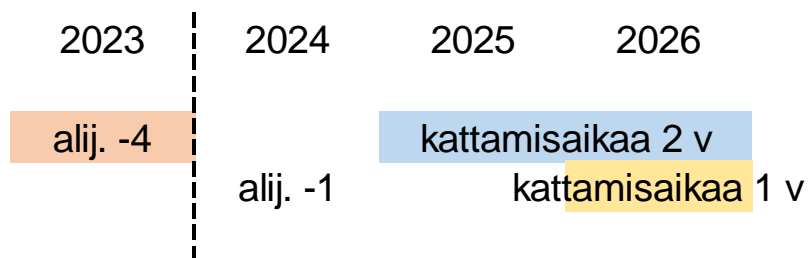 2023 2024 2025 2026
alij. -4 kattamisaikaa 2 v
alij. -1 kattamisaikaa 1 v